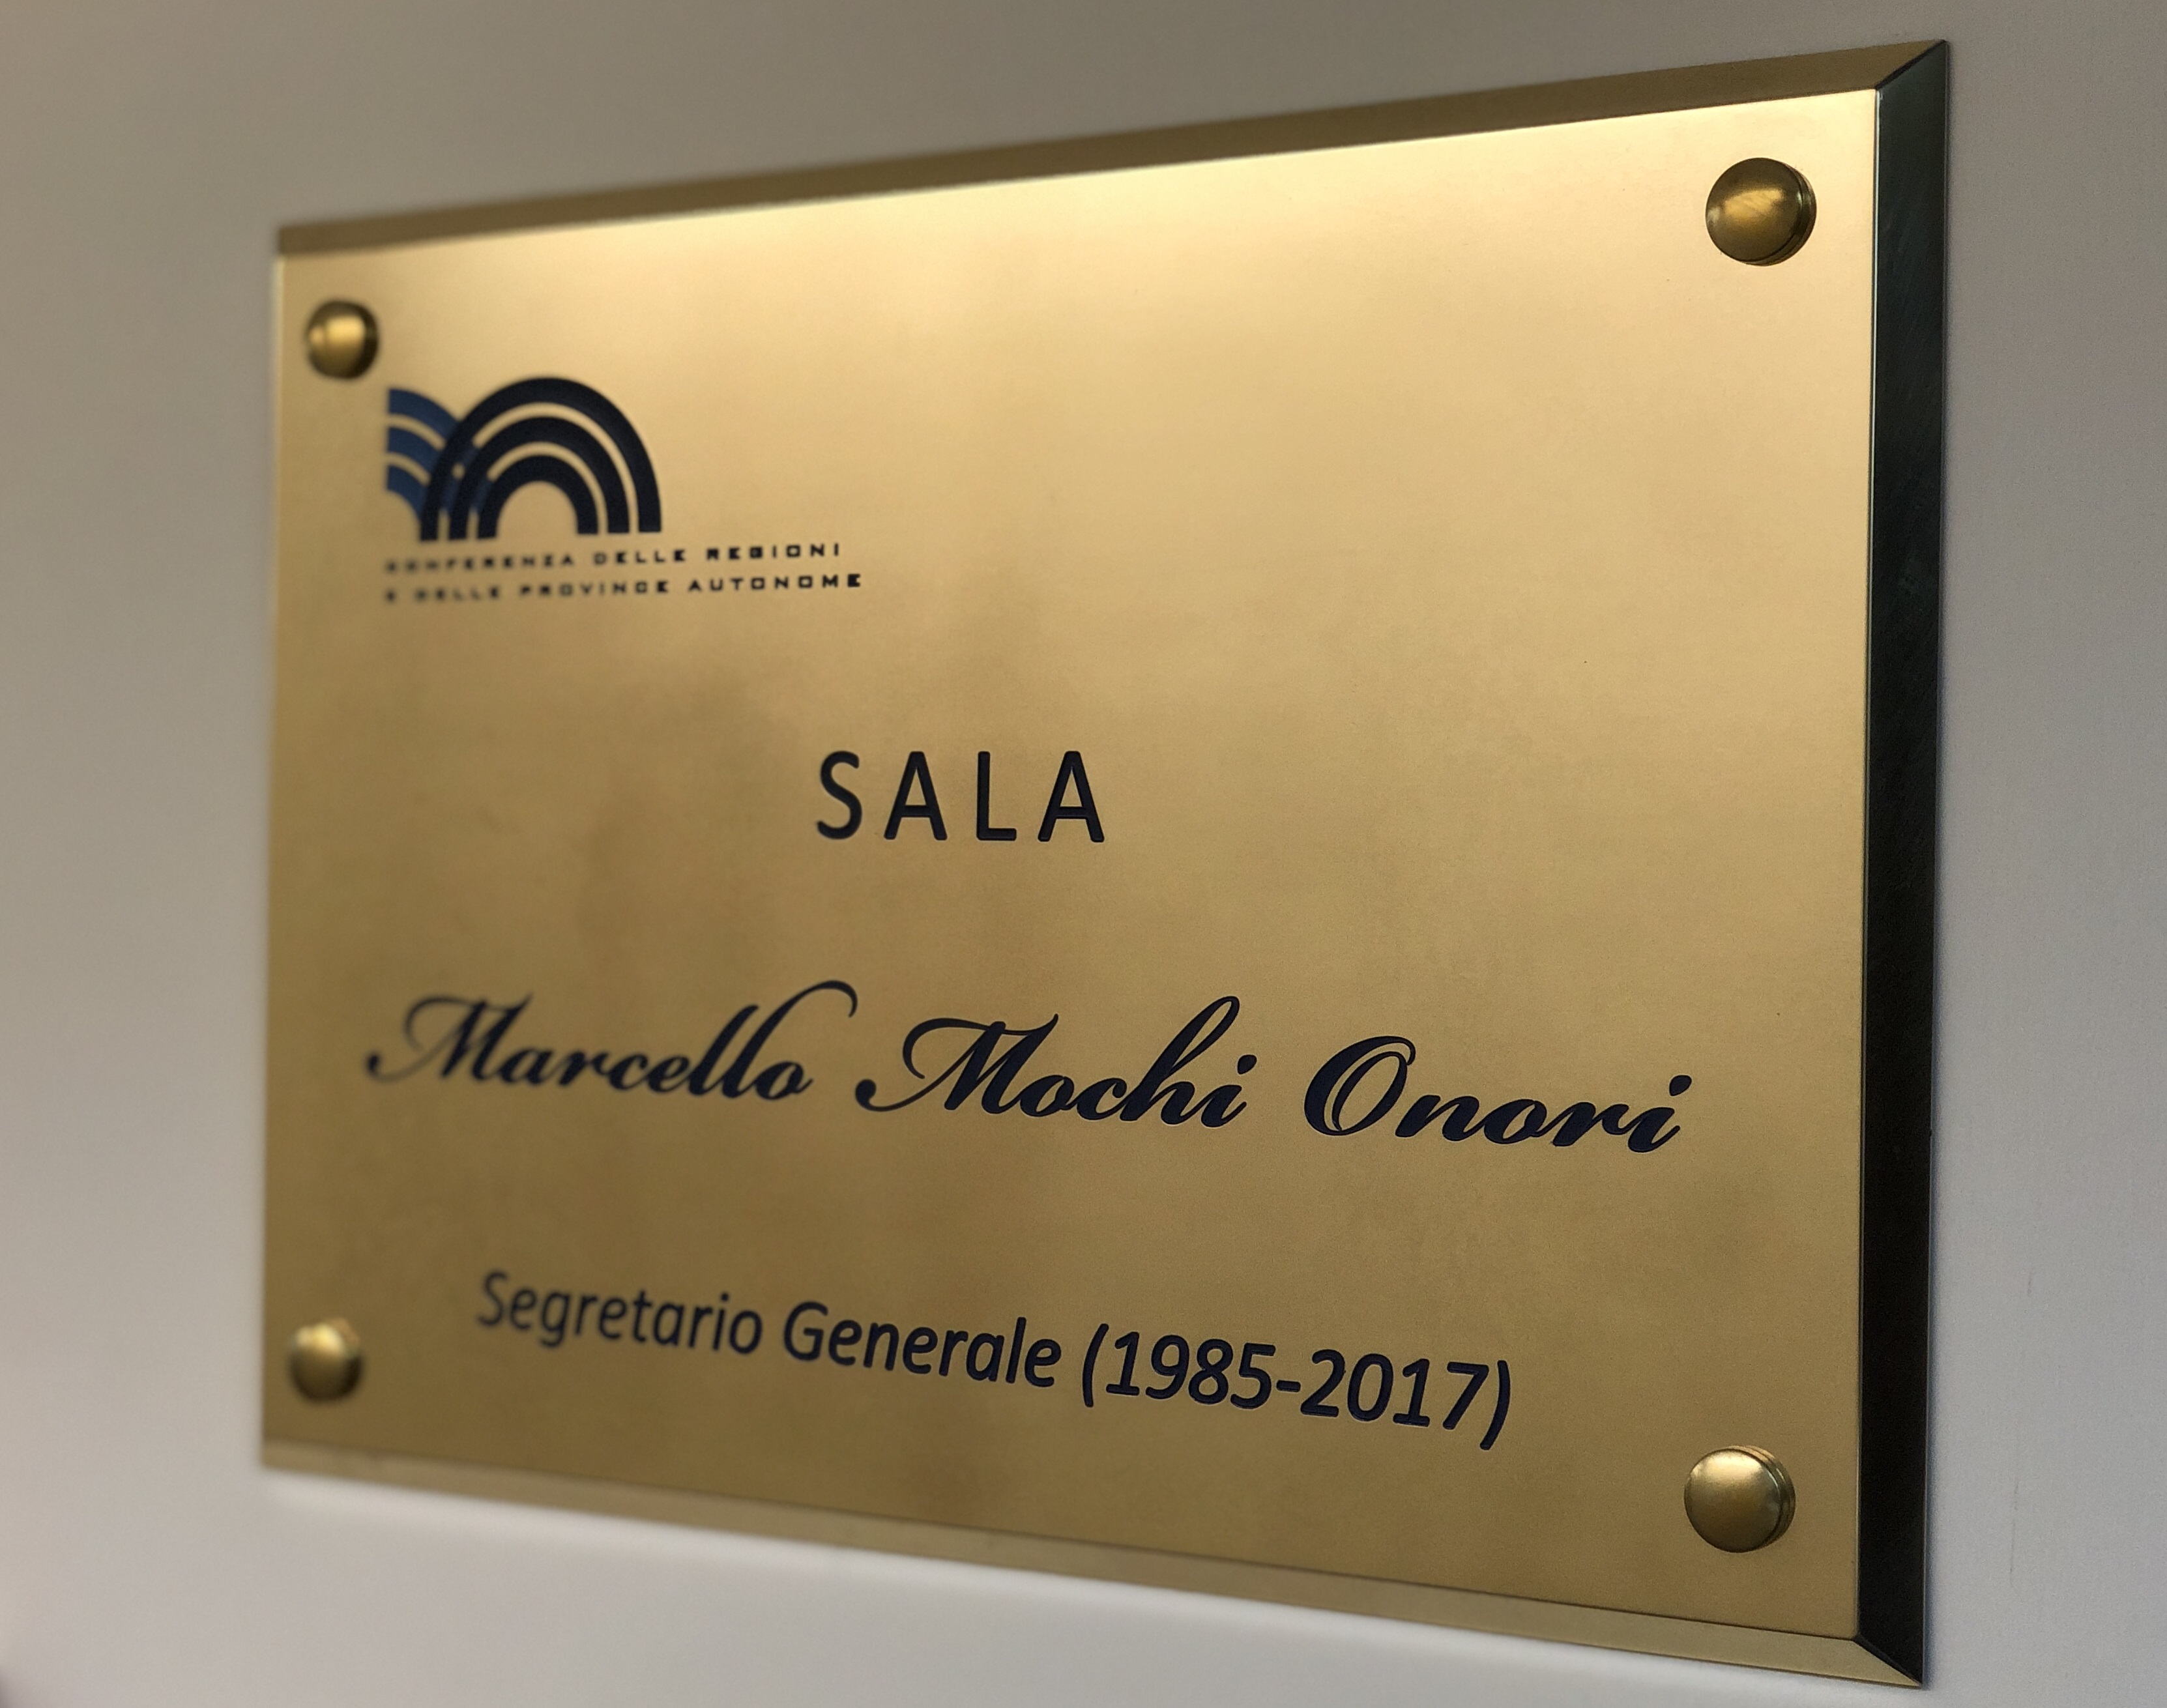 CONFERENZA DELLE REGIONI
E DELLE PROVINCE AUTONOME
SALA
Marcello Mochi Onori
Segretario Generale (1985-2017)